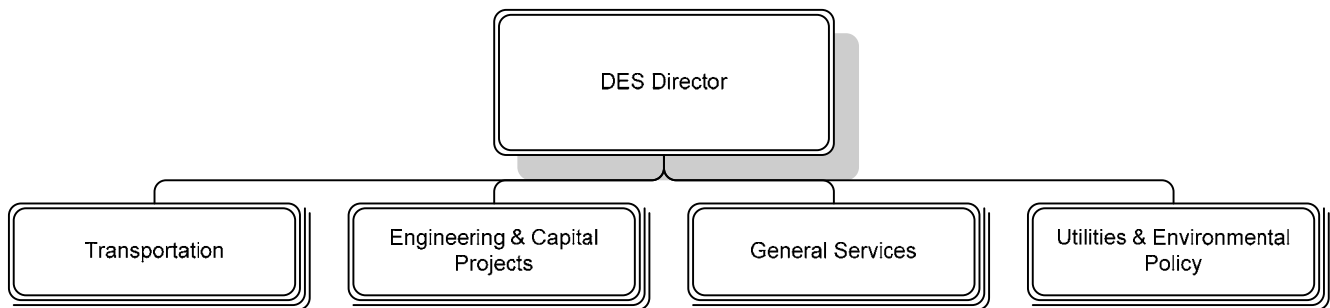 DES Director
Transportation
Engineering & Capital
Projects
General Services
Utilities & Environmental
Policy